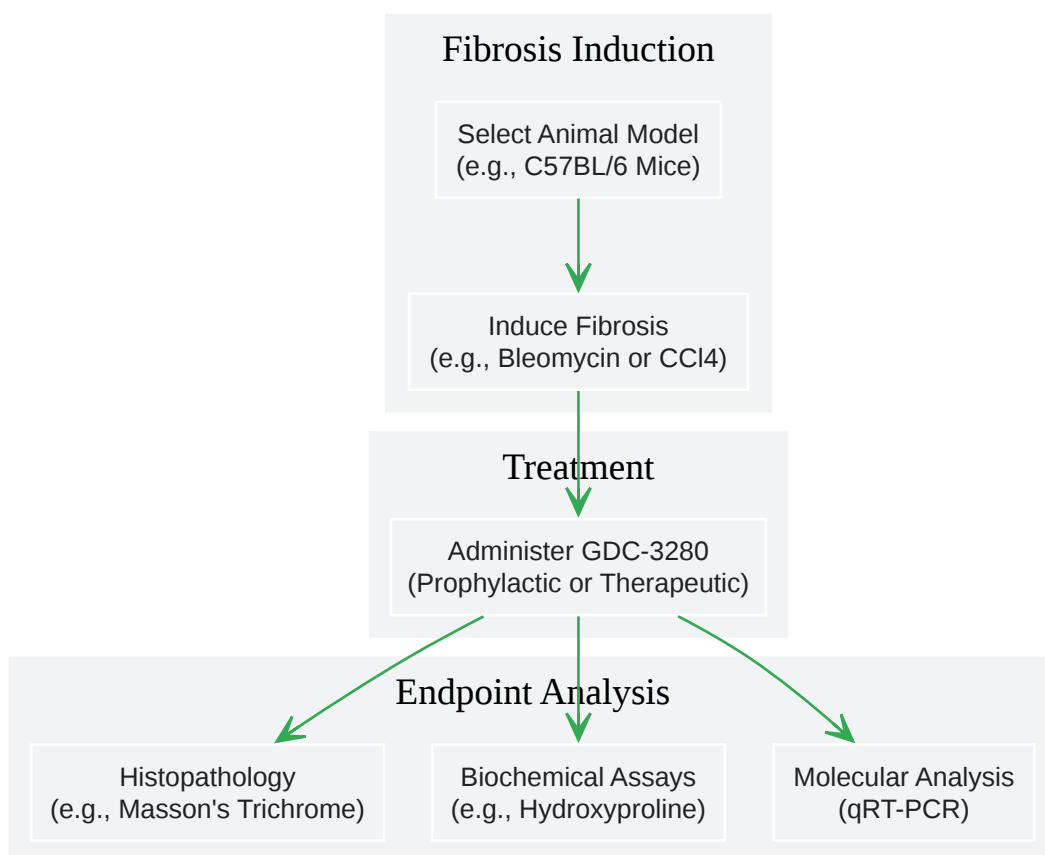 Fibrosis Induction
Select Animal Model
(e.g., C57BL/6 Mice)
Induce Fibrosis
(e.g., Bleomycin or CCl4)
Treatment
Administer GDC-3280
(Prophylactic or Therapeutic)
Endpoint Analysis
Histopathology
(e.g., Masson's Trichrome)
Biochemical Assays
(e.g., Hydroxyproline)
Molecular Analysis
(qRT-PCR)